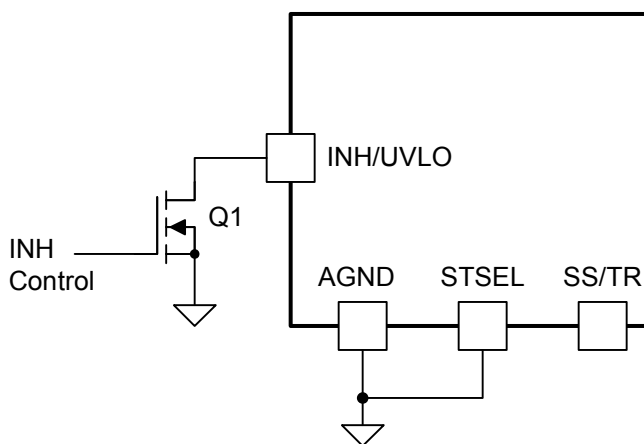 INH/UVLO
Q1
INH
Control
AGND STSEL SS/TR